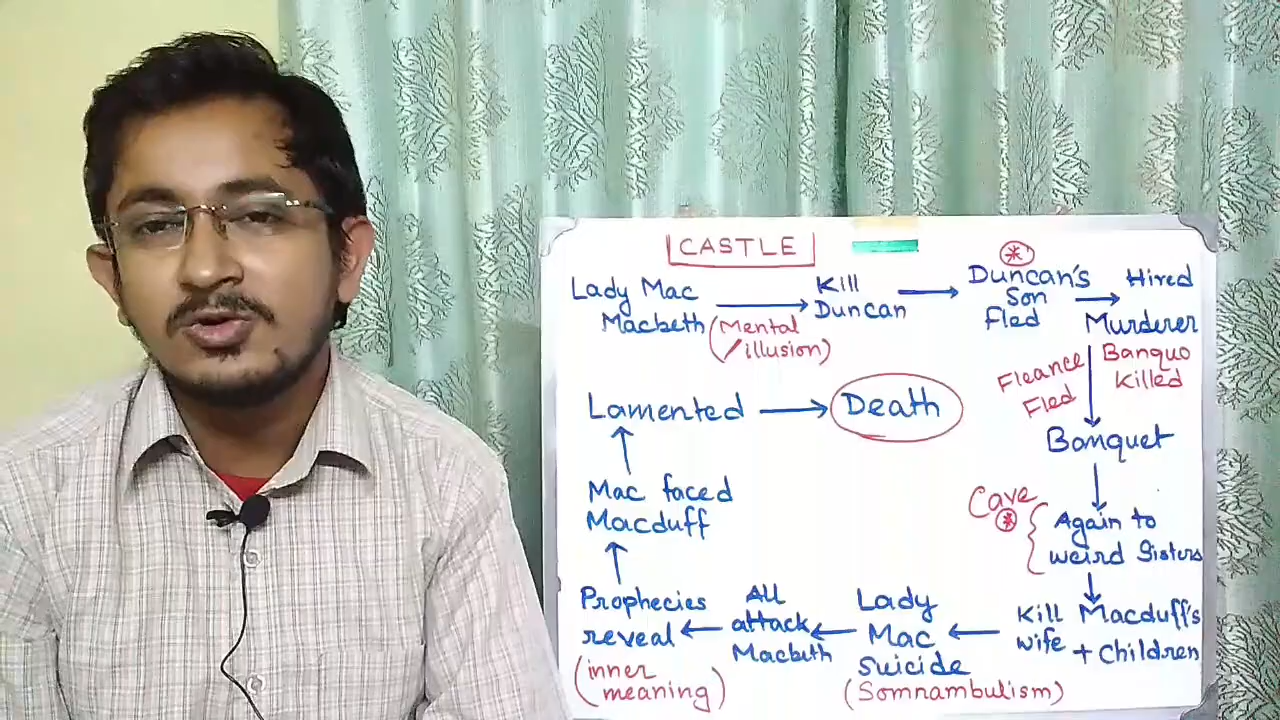 CASTLE
Lady Mac
Macbeth
(Mental
illusion)
Kill
Duncan
Duncan's
Son
Fled
Hired
Murderer
Banquo
Killed
Fleance
Fled
Banquet
Cave
Again to
weird Sisters
Kill Macduff's
wife + children
Lady
Mac
Suicide
(Somnambulism)
All
attack
Macbeth
Prophecies
reveal
(inner
meaning)
Mac faced
Macduff
Lamented
Death